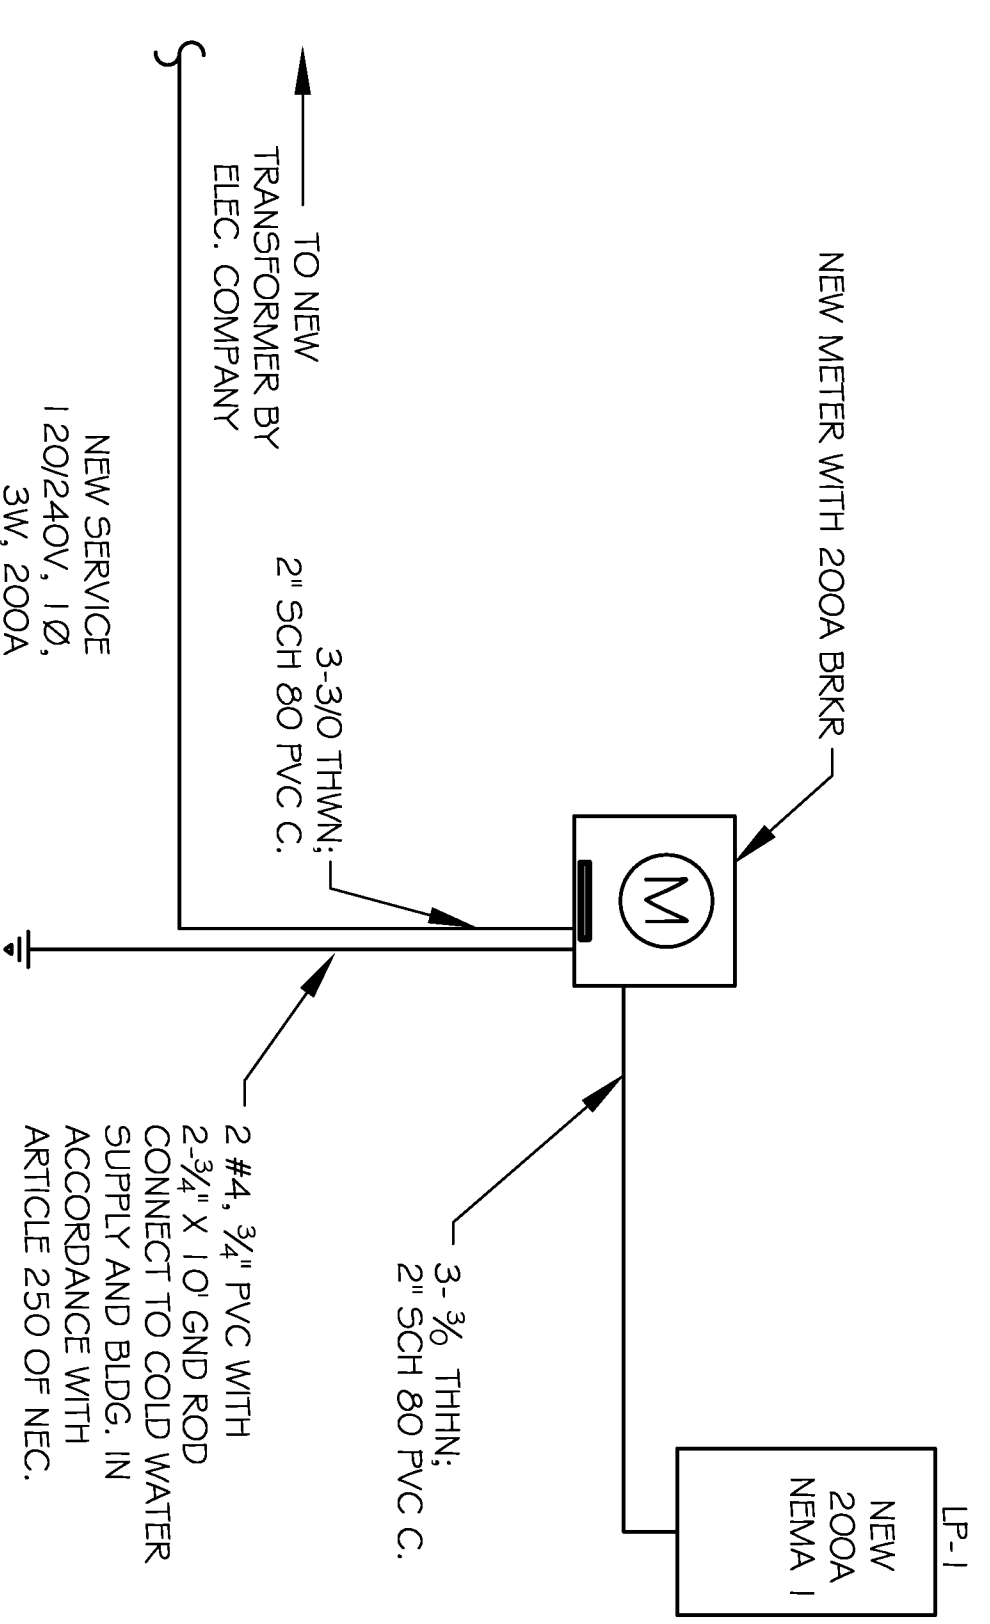 LP-1
NEW
200A
NEMA 1
NEW METER WITH 200A BRKR
M
3-3/0 THHN;
2" SCH 80 PVC C.
3-3/0 THWN;
2" SCH 80 PVC C.
TO NEW
TRANSFORMER BY
ELEC. COMPANY
2 #4, 3/4" PVC WITH
2-3/4" X 10' GND ROD
CONNECT TO COLD WATER
SUPPLY AND BLDG. IN
ACCORDANCE WITH
ARTICLE 250 OF NEC.
NEW SERVICE
120/240V, 1Ø,
3W, 200A